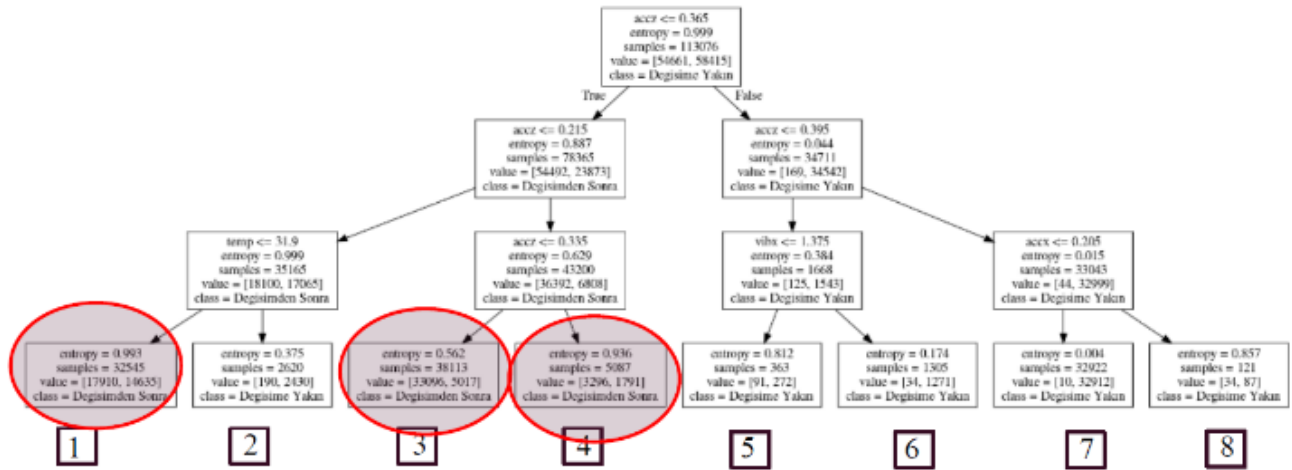 accz <= 0.365
entropy = 0.999
samples = 113076
value = [54661, 58415]
class = Degisime Yakın
True
False
accz <= 0.215
entropy = 0.887
samples = 78365
value = [54492, 23873]
class = Degisimden Sonra
accz <= 0.395
entropy = 0.044
samples = 34711
value = [169, 34542]
class = Degisime Yakın
temp <= 31.9
entropy = 0.999
samples = 35165
value = [18100, 17065]
class = Degisimden Sonra
accz <= 0.335
entropy = 0.629
samples = 43200
value = [36392, 6808]
class = Degisimden Sonra
vibx <= 1.375
entropy = 0.384
samples = 1668
value = [125, 1543]
class = Degisime Yakın
accx <= 0.205
entropy = 0.015
samples = 33043
value = [44, 32999]
class = Degisime Yakın
entropy = 0.993
samples = 32545
value = [17910, 14635]
class = Degisimden Sonra
entropy = 0.375
samples = 2620
value = [190, 2430]
class = Degisime Yakın
entropy = 0.562
samples = 38113
value = [33096, 5017]
class = Degisimden Sonra
entropy = 0.936
samples = 5087
value = [3296, 1791]
class = Degisimden Sonra
entropy = 0.812
samples = 363
value = [91, 272]
class = Degisime Yakın
entropy = 0.174
samples = 1305
value = [34, 1271]
class = Degisime Yakın
entropy = 0.004
samples = 32922
value = [10, 32912]
class = Degisime Yakın
entropy = 0.857
samples = 121
value = [34, 87]
class = Degisime Yakın
1
2
3
4
5
6
7
8